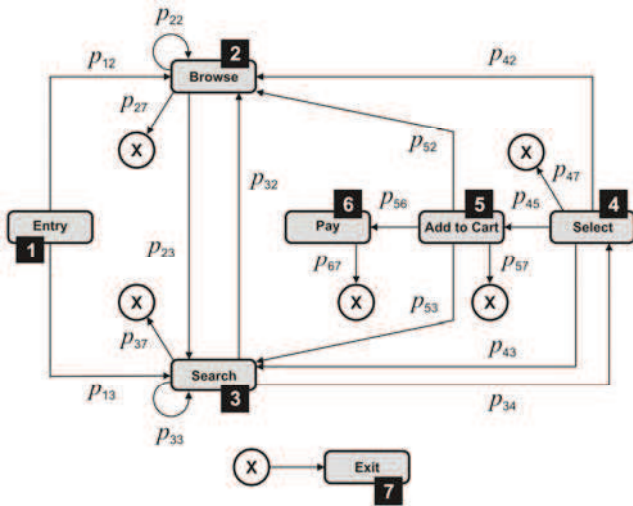 p22
2
Browse
p12
p42
p27
X
p52
X
p47
p32
6
5
4
p56
p45
Entry
Pay
Add to Cart
Select
1
p23
p67
p57
X
X
X
p53
p37
p43
Search
p13
3
p34
p33
X
Exit
7